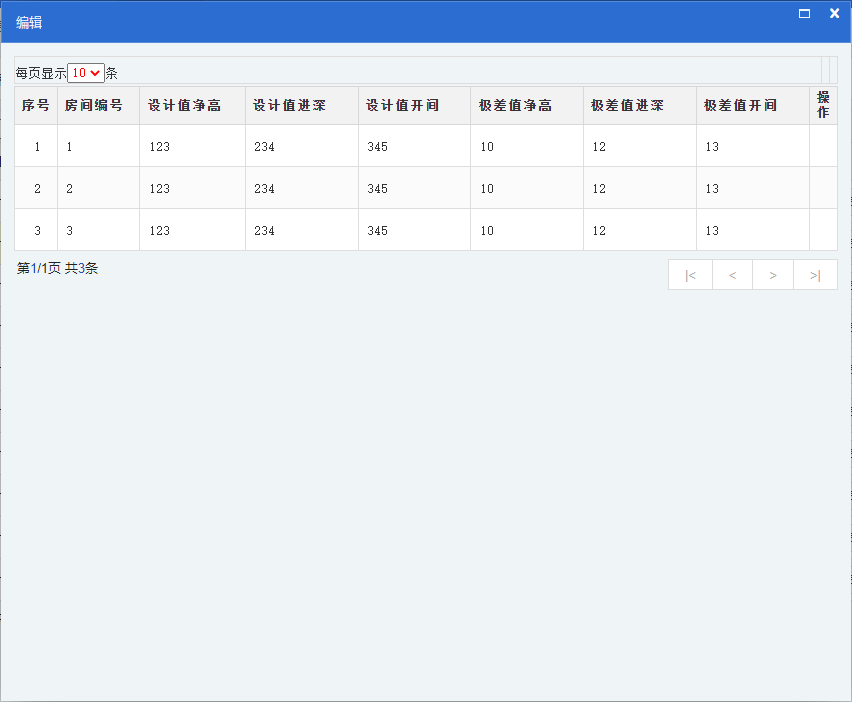 编辑
每页显示10条
序号 房间编号 设计值净高 设计值进深 设计值开间 极差值净高 极差值进深 极差值开间 操作
1 1 123 234 345 10 12 13
2 2 123 234 345 10 12 13
3 3 123 234 345 10 12 13
第1/1页 共3条 |< < > >|